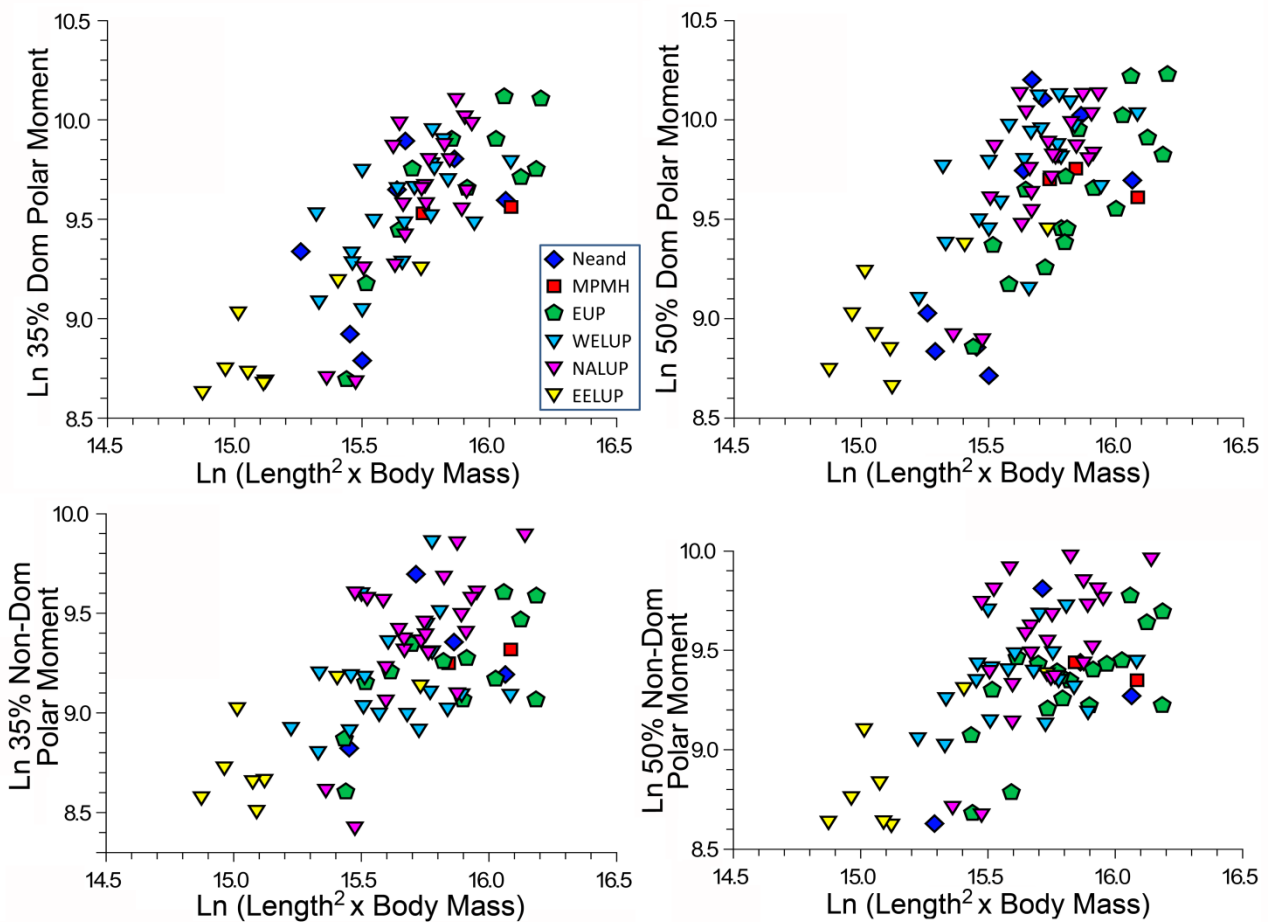 10.5
10.0
9.5
9.0
8.5
Ln 35% Dom Polar Moment
14.5 15.0 15.5 16.0 16.5
Ln (Length² x Body Mass)
Neand
MPMH
EUP
WELUP
NALUP
EELUP
10.5
10.0
9.5
9.0
8.5
Ln 50% Dom Polar Moment
14.5 15.0 15.5 16.0 16.5
Ln (Length² x Body Mass)
10.0
9.5
9.0
8.5
Ln 35% Non-Dom
Polar Moment
14.5 15.0 15.5 16.0 16.5
Ln (Length² x Body Mass)
10.0
9.5
9.0
8.5
Ln 50% Non-Dom
Polar Moment
14.5 15.0 15.5 16.0 16.5
Ln (Length² x Body Mass)